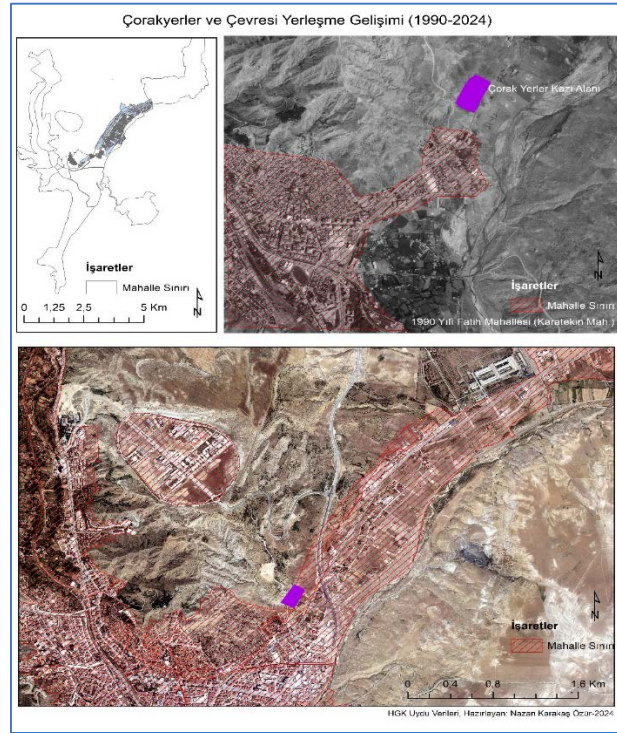 Çorakyerler ve Çevresi Yerleşme Gelişimi (1990-2024)
İşaretler
Mahalle Sınırı
N
0 1,25 2,5 5 Km
Çorak Yerler Kazı Alanı
N
İşaretler
Mahalle Sınırı
1990 Yılı Fatih Mahallesi (Karatekin Mah.)
N
İşaretler
Mahalle Sınırı
0 0.4 0.8 1.6 Km
HGK Uydu Verileri, Hazırlayan: Nazan Karakaş Özür-2024